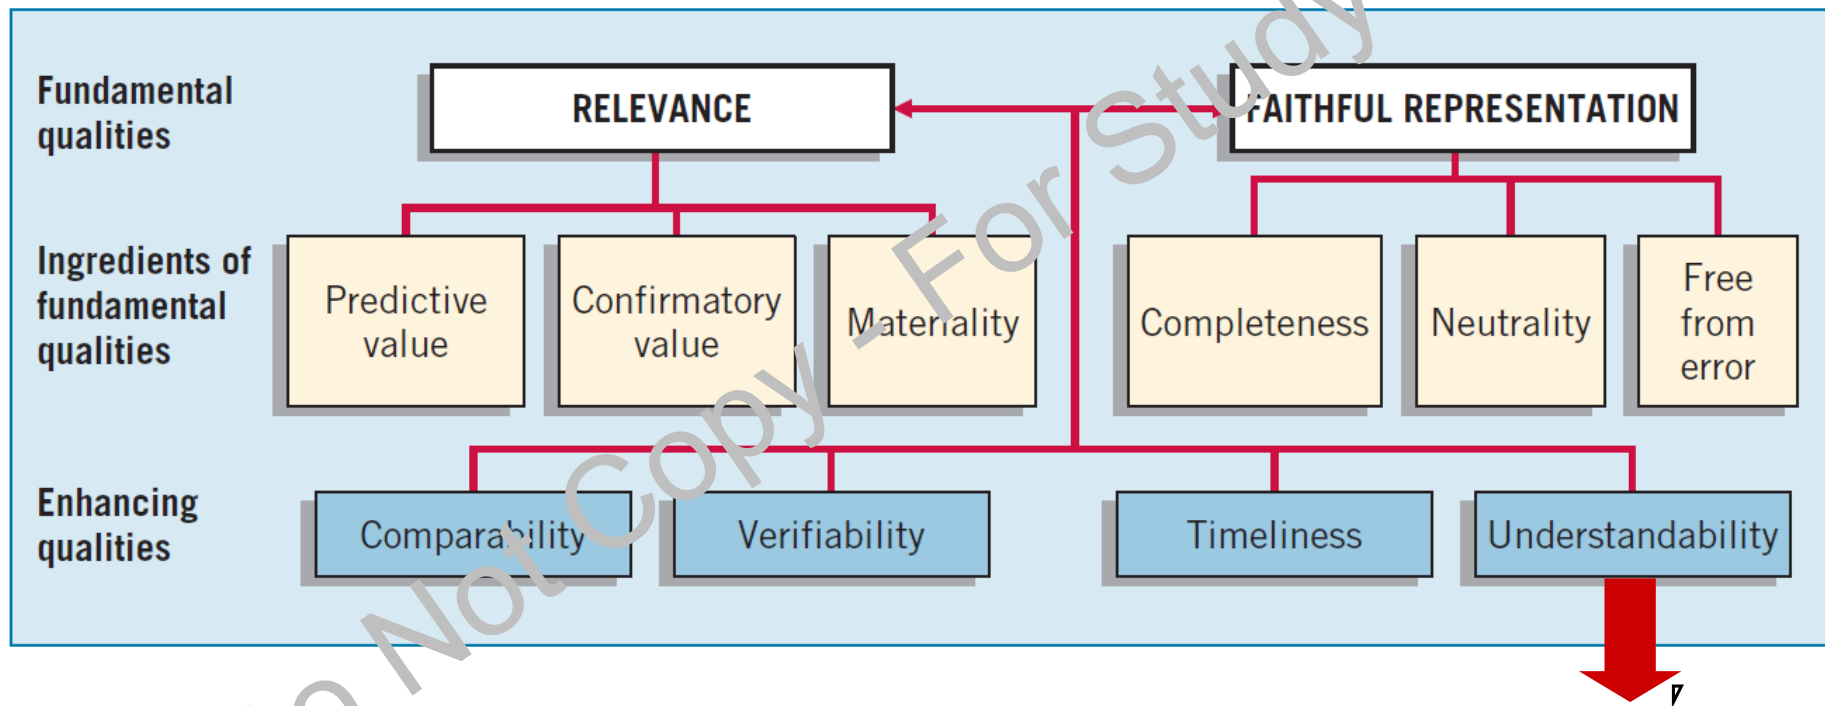 Fundamental
qualities
RELEVANCE
FAITHFUL REPRESENTATION
Ingredients of
fundamental
qualities
Predictive
value
Confirmatory
value
Materiality
Completeness
Neutrality
Free
from
error
Enhancing
qualities
Comparability
Verifiability
Timeliness
Understandability
Not Copy - For Study